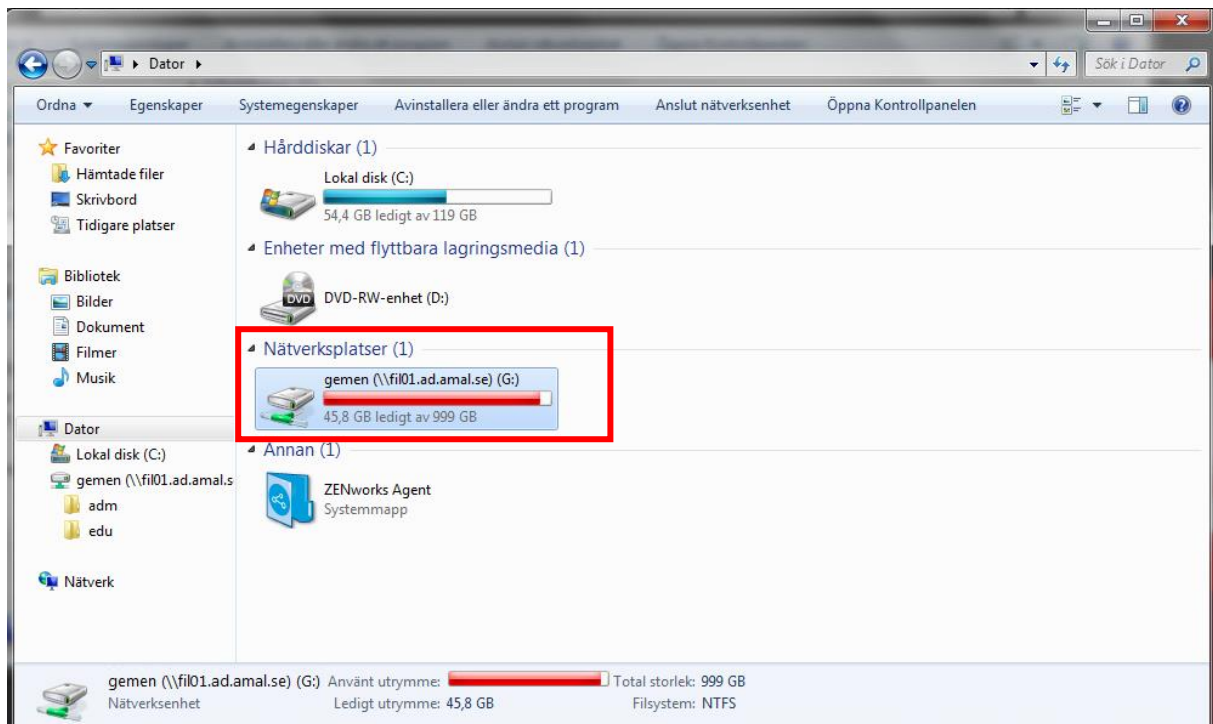 Dator
Sök i Dator
Ordna Egenskaper Systemegenskaper Avinstallera eller ändra ett program Anslut nätverksenhet Öppna Kontrollpanelen
Favoriter
Hämtade filer
Skrivbord
Tidigare platser
Bibliotek
Bilder
Dokument
Filmer
Musik
Dator
Lokal disk (C:)
gemen (\\fil01.ad.amal.s
adm
edu
Nätverk
Hårddiskar (1)
Lokal disk (C:)
54,4 GB ledigt av 119 GB
Enheter med flyttbara lagringsmedia (1)
DVD
DVD-RW-enhet (D:)
Nätverksplatser (1)
gemen (\\fil01.ad.amal.se) (G:)
45,8 GB ledigt av 999 GB
Annan (1)
ZENworks Agent
Systemmapp
gemen (\\fil01.ad.amal.se) (G:) Använt utrymme: Total storlek: 999 GB
Nätverksenhet Ledigt utrymme: 45,8 GB Filsystem: NTFS